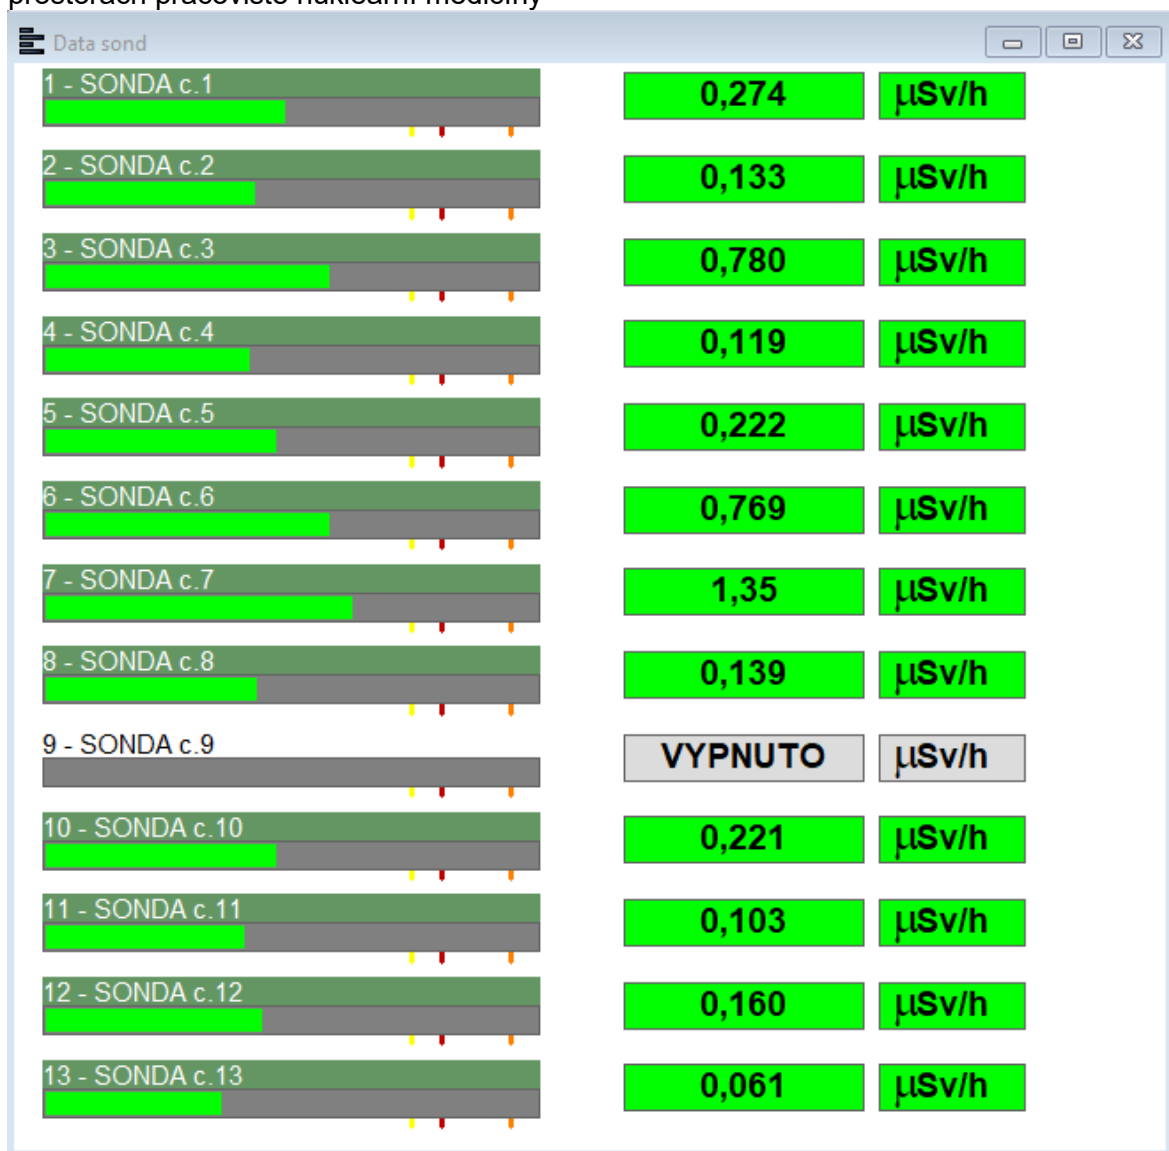 prostorách pracoviště nukleární medicíny
Data sond
1 - SONDA c.1 0,274 µSv/h
2 - SONDA c.2 0,133 µSv/h
3 - SONDA c.3 0,780 µSv/h
4 - SONDA c.4 0,119 µSv/h
5 - SONDA c.5 0,222 µSv/h
6 - SONDA c.6 0,769 µSv/h
7 - SONDA c.7 1,35 µSv/h
8 - SONDA c.8 0,139 µSv/h
9 - SONDA c.9 VYPNUTO µSv/h
10 - SONDA c.10 0,221 µSv/h
11 - SONDA c.11 0,103 µSv/h
12 - SONDA c.12 0,160 µSv/h
13 - SONDA c.13 0,061 µSv/h